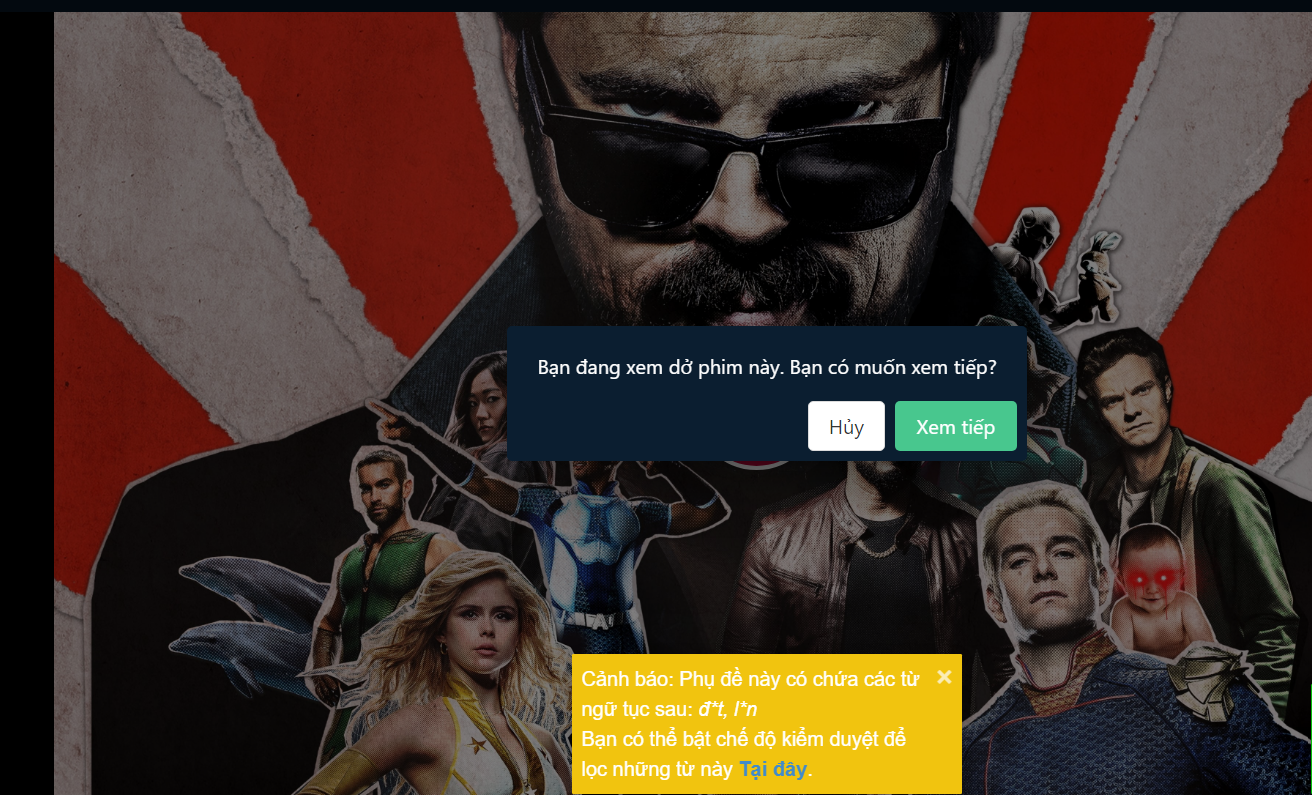 Bạn đang xem dở phim này. Bạn có muốn xem tiếp?
Hủy
Xem tiếp
Cảnh báo: Phụ đề này có chứa các từ
ngữ tục sau: đ*t, l*n
Bạn có thể bật chế độ kiểm duyệt để
lọc những từ này Tại đây.